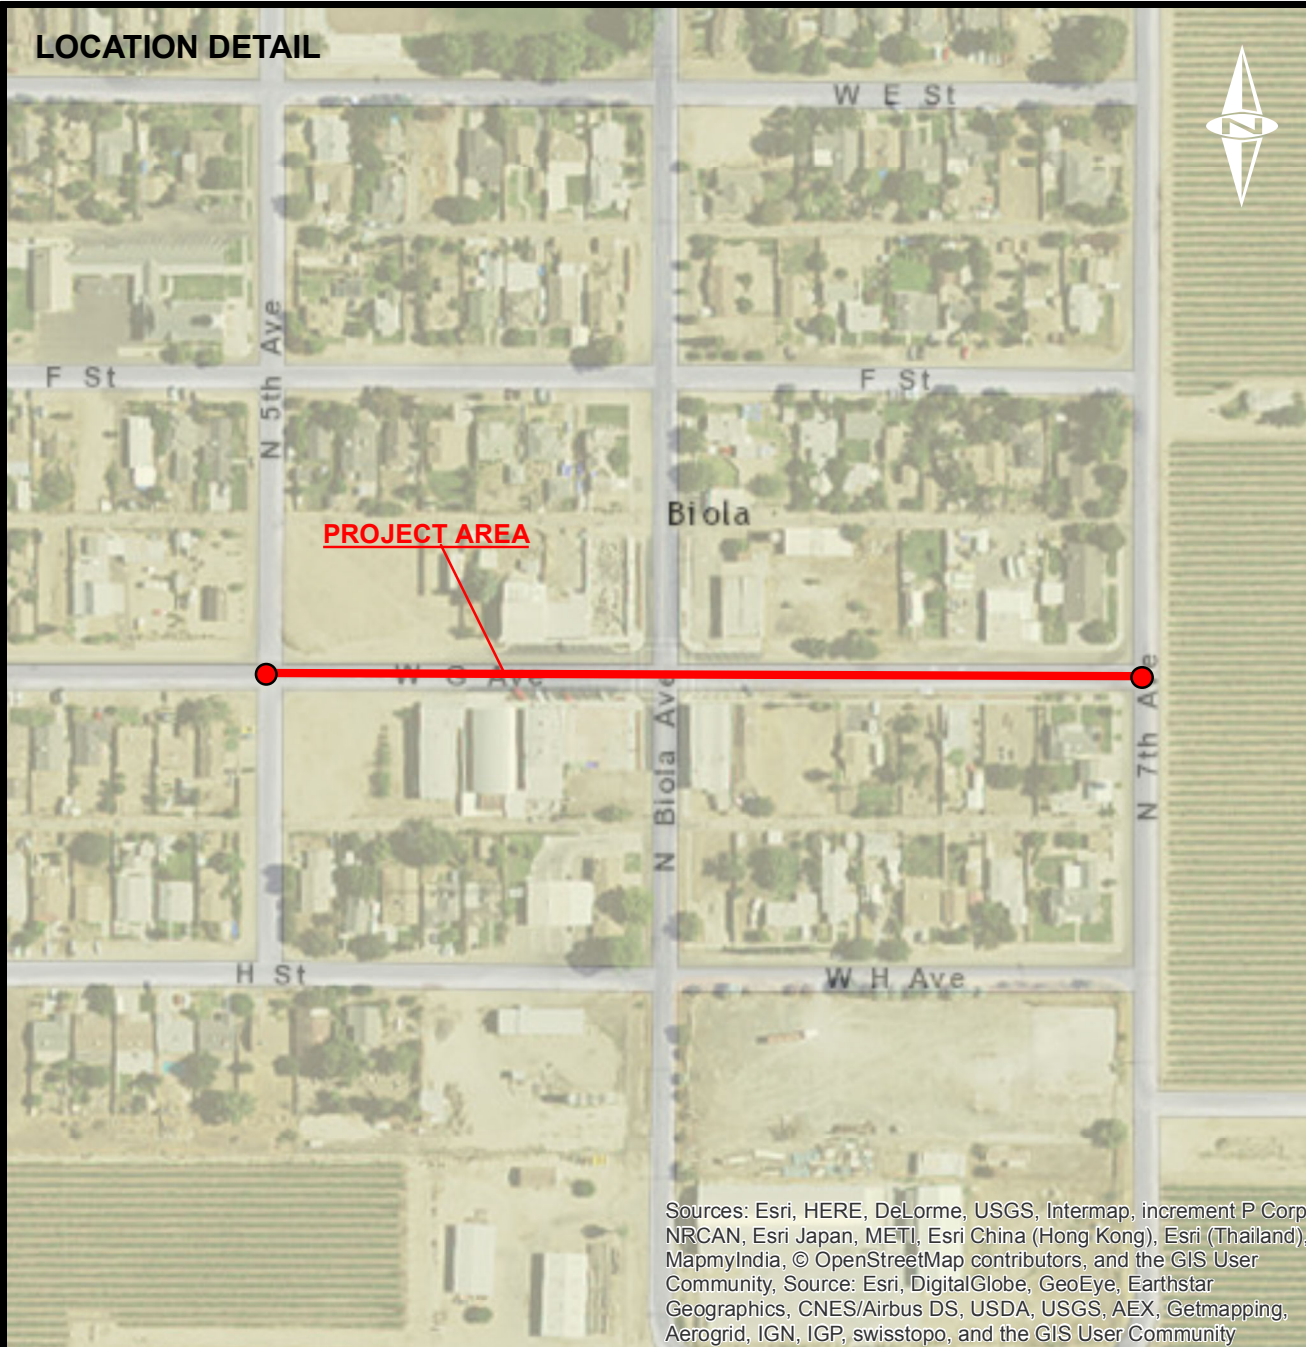 LOCATION DETAIL
N
W E St
N 5th Ave
F St
F St
Biola
PROJECT AREA
W G Ave
N Biola Ave
N 7th Ave
H St
W H Ave
Sources: Esri, HERE, DeLorme, USGS, Intermap, increment P Corp
NRCAN, Esri Japan, METI, Esri China (Hong Kong), Esri (Thailand),
MapmyIndia, © OpenStreetMap contributors, and the GIS User
Community, Source: Esri, DigitalGlobe, GeoEye, Earthstar
Geographics, CNES/Airbus DS, USDA, USGS, AEX, Getmapping,
Aerogrid, IGN, IGP, swisstopo, and the GIS User Community